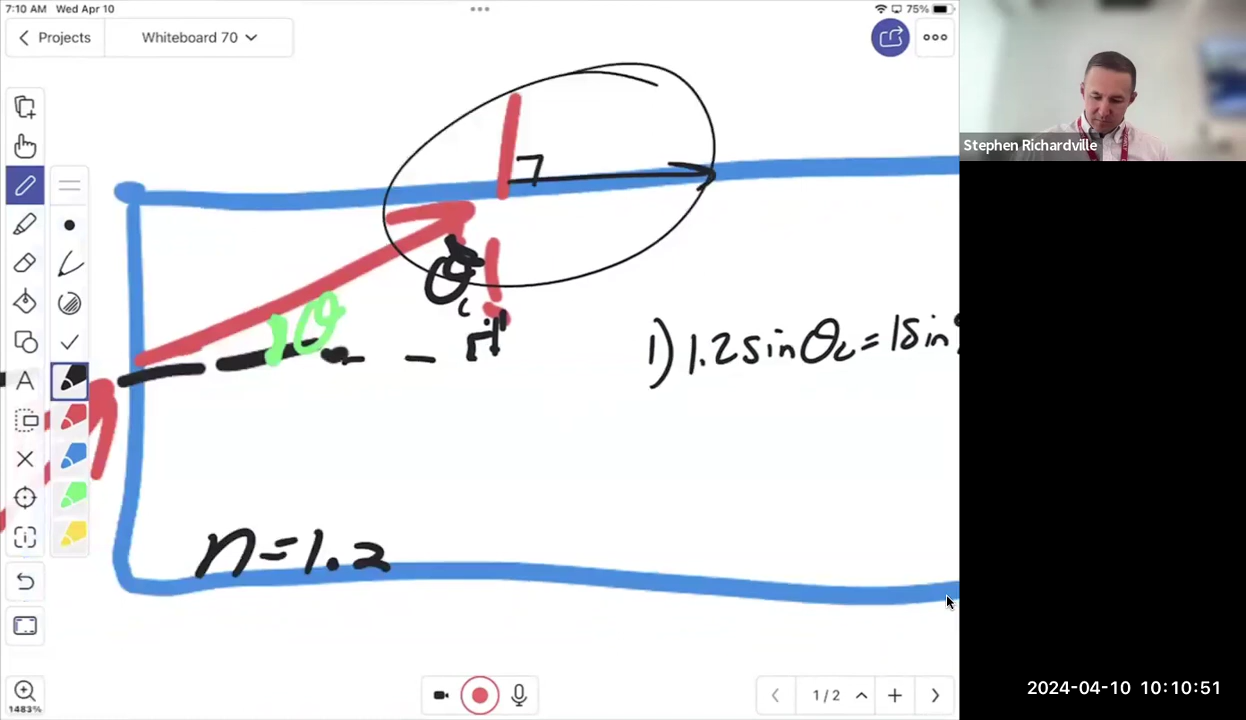 7:10 AM Wed Apr 10
75%
Projects
Whiteboard 70
Stephen Richardville
θc
1θ
1) 1.2 sin θc = 1 sin
n = 1.2
A
1483%
1 / 2
2024-04-10 10:10:51